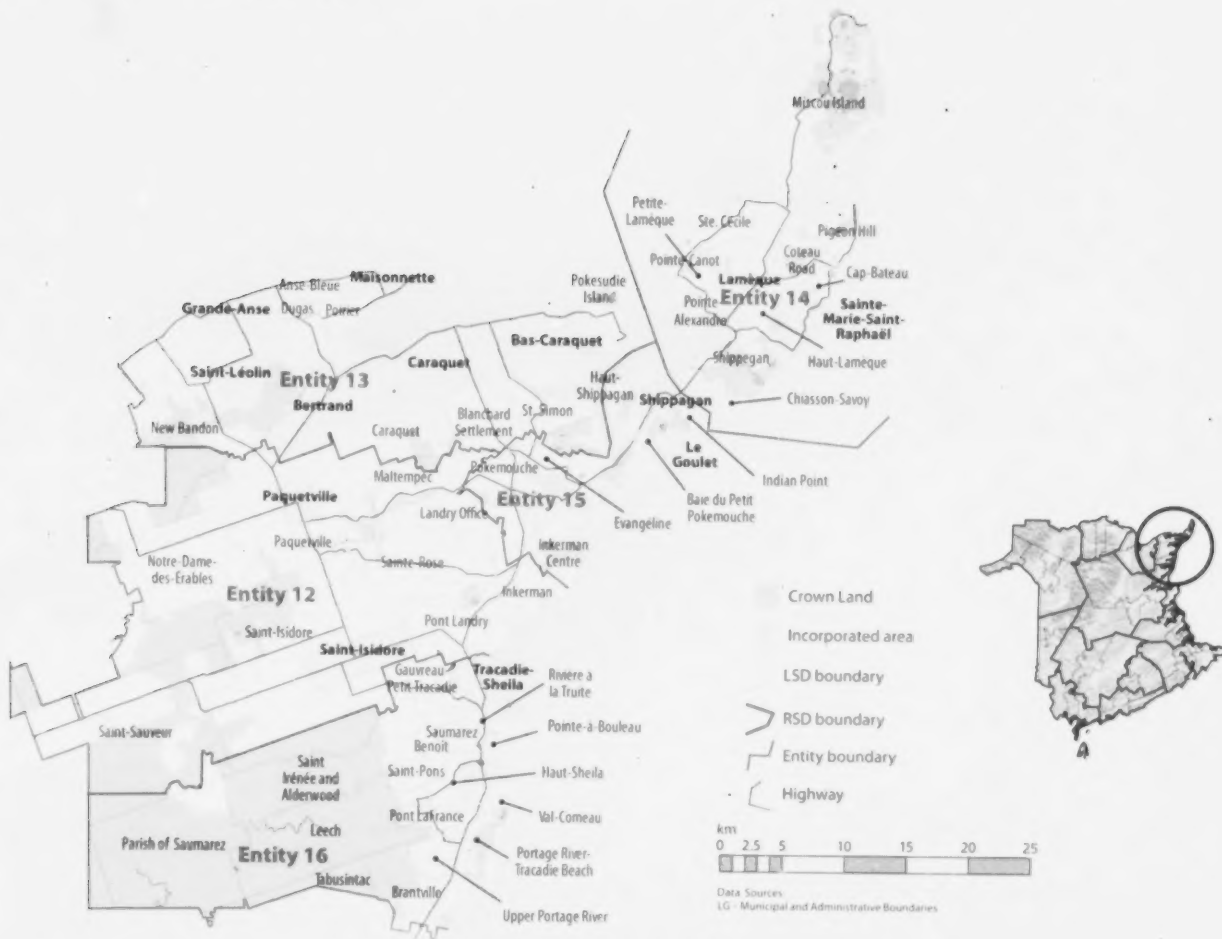 Miscou Island
Petite-
Lamèque
Ste. Cécile
Pigeon Hill
Pointe Canot
Coteau
Road
Lamèque
Cap-Bateau
Entity 14
Pokesudie
Island
Pointe
Alexandre
Sainte-
Marie-Saint-
Raphaël
Anse Bleue
Maisonnette
Grande-Anse
Dugas
Poirier
Bas-Caraquet
Shippegan
Haut-Lameque
Saint-Léolin
Entity 13
Caraquet
Haut-
Shippagan
Bertrand
Shippagan
Chiasson-Savoy
New Bandon
Caraquet
Blanchard
Settlement
St. Simon
Le
Goulet
Maltempec
Pokemouche
Indian Point
Paquetville
Entity 15
Baie du Petit
Pokemouche
Landry Office
Evangéline
Paquetville
Inkerman
Centre
Notre-Dame-
des-Érables
Sainte-Rose
Entity 12
Inkerman
Saint-Isidore
Pont Landry
Saint-Isidore
Gauvreau-
Petit Tracadie
Tracadie-
Sheila
Rivière à
la Truite
Saint-Sauveur
Saumarez
Benoit
Pointe-à-Bouleau
Saint
Irénée and
Alderwood
Saint-Pons
Haut-Sheila
Leech
Pont Lafrance
Val-Comeau
Parish of Saumarez
Entity 16
Portage River-
Tracadie Beach
Tabusintac
Brantville
Upper Portage River
Crown Land
Incorporated area
LSD boundary
RSD boundary
Entity boundary
Highway
km
0 2.5 5 10 15 20 25
Data Sources
LG - Municipal and Administrative Boundaries